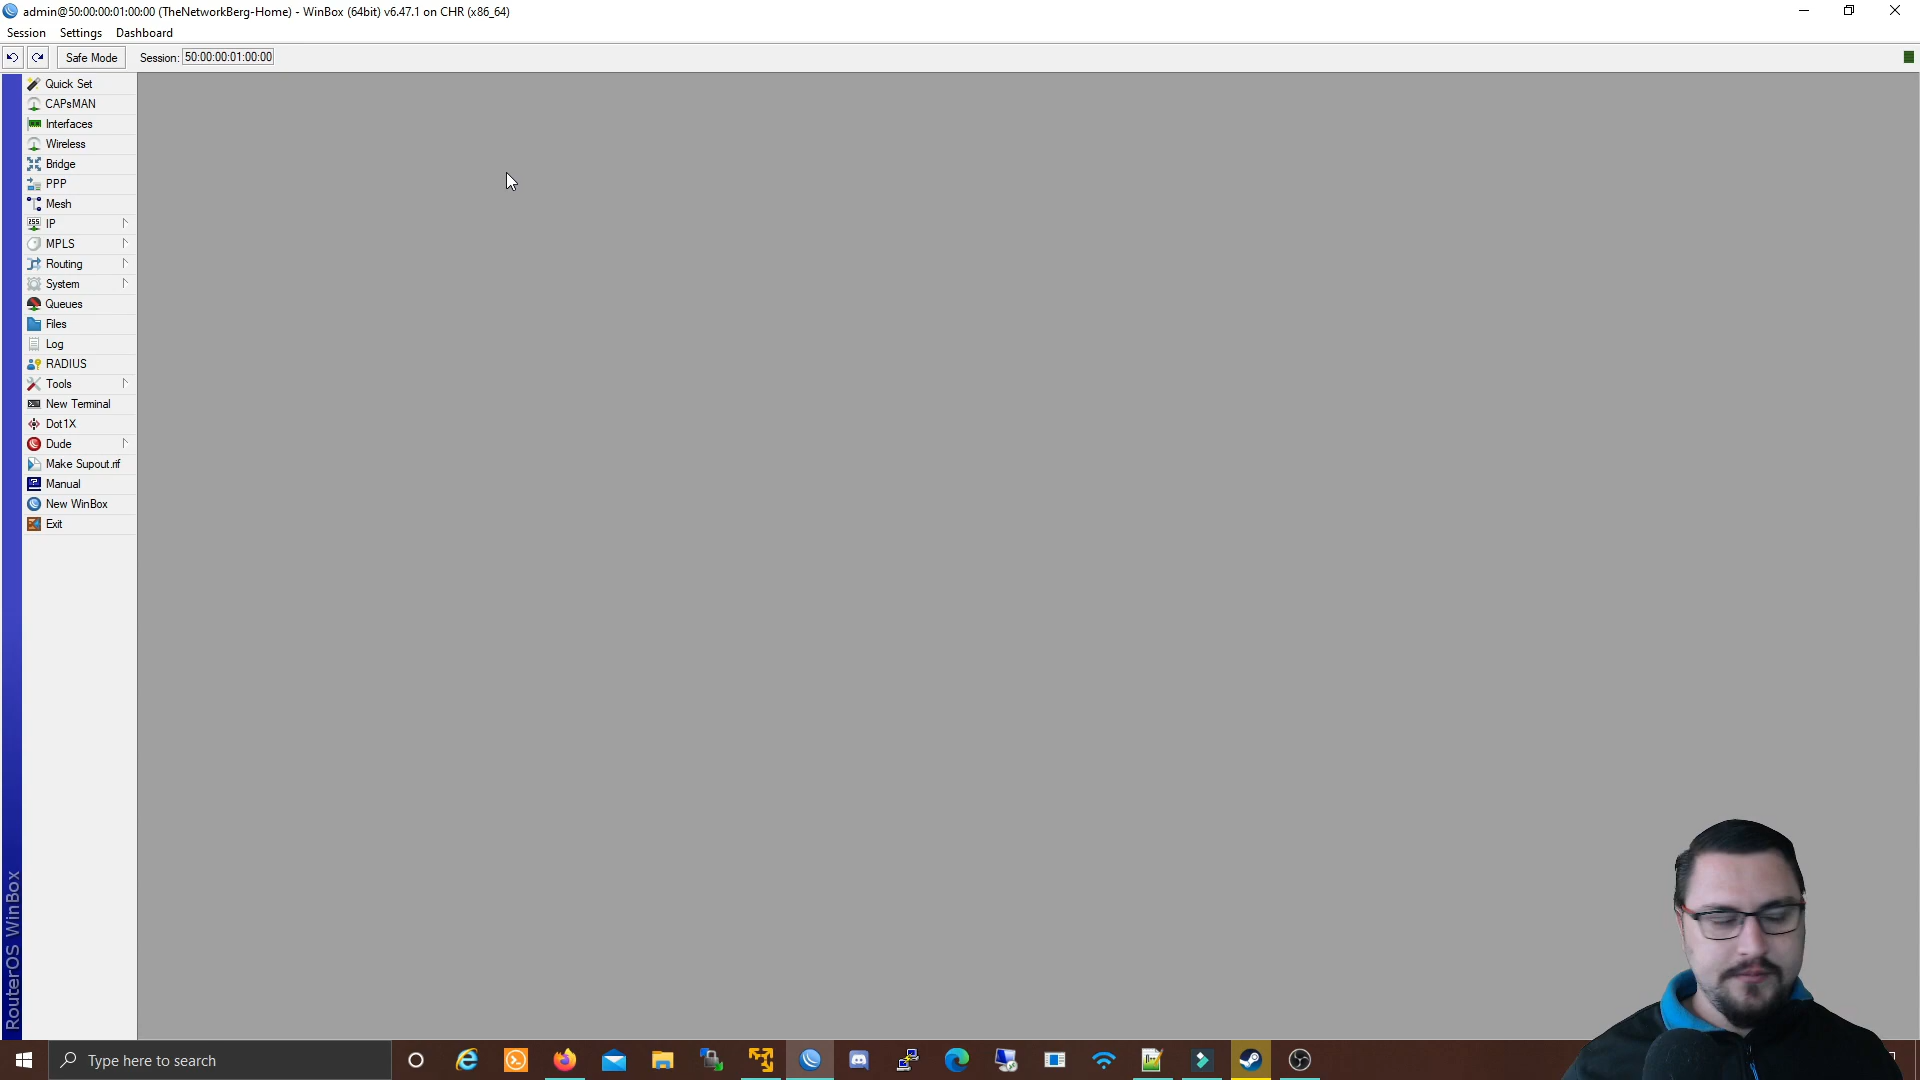 admin@50:00:00:01:00:00 (TheNetworkBerg-Home) - WinBox (64bit) v6.47.1 on CHR (x86_64)
Session Settings Dashboard
Safe Mode Session: 50:00:00:01:00:00
Quick Set
CAPsMAN
Interfaces
Wireless
Bridge
PPP
Mesh
IP
MPLS
Routing
System
Queues
Files
Log
RADIUS
Tools
New Terminal
Dot1X
Dude
Make Supout.rif
Manual
New WinBox
Exit
RouterOS WinBox
Type here to search